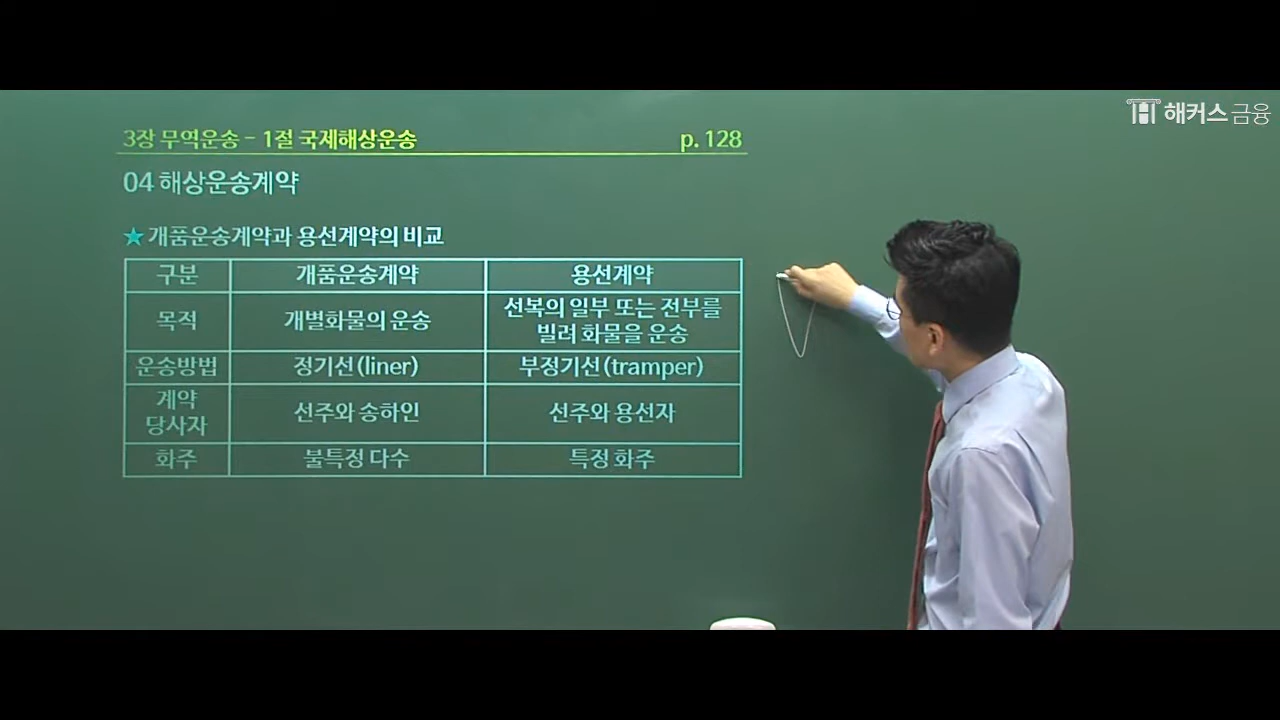 해커스금융
3장 무역운송 - 1절 국제해상운송 p. 128
04 해상운송계약
★ 개품운송계약과 용선계약의 비교
구분 개품운송계약 용선계약
목적 개별화물의 운송 선복의 일부 또는 전부를
빌려 화물을 운송
운송방법 정기선(liner) 부정기선(tramper)
계약
당사자 선주와 송하인 선주와 용선자
화주 불특정 다수 특정 화주